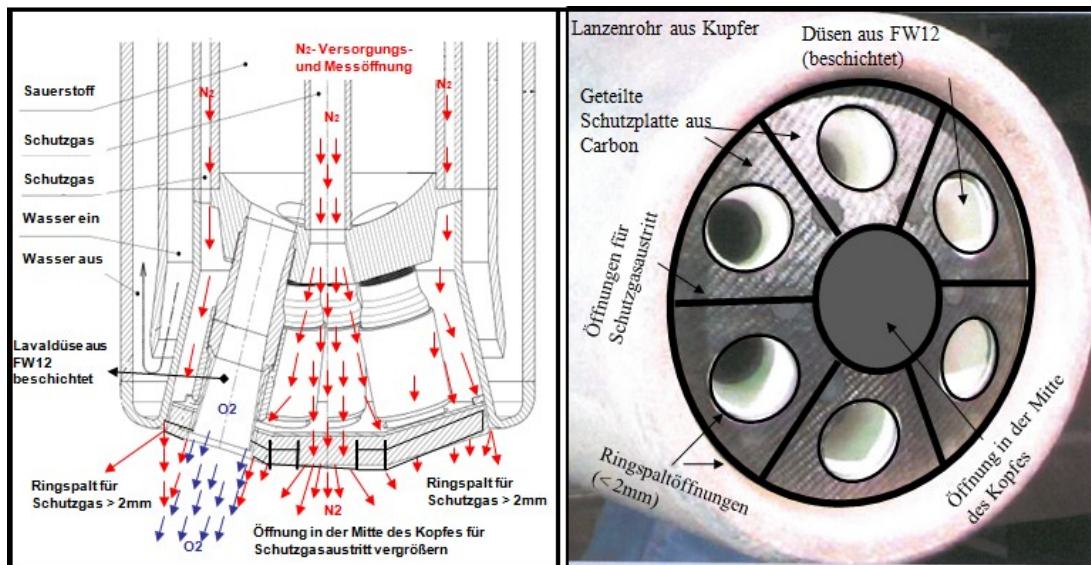 N2- Versorgungs-
und Messöffnung
Sauerstoff
N2
N2
N2
Schutzgas
Schutzgas
Wasser ein
Wasser aus
Lavaldüse aus
FW12
beschichtet
O2
Ringspalt für
Schutzgas > 2mm
Ringspalt für
Schutzgas > 2mm
N2
O2
Öffnung in der Mitte des Kopfes für
Schutzgasaustritt vergrößern
Lanzenrohr aus Kupfer
Düsen aus FW12
(beschichtet)
Geteilte
Schutzplatte aus
Carbon
Öffnungen für
Schutzgasaustritt
Ringspaltöffnungen
(< 2mm)
Öffnung in der Mitte
des Kopfes